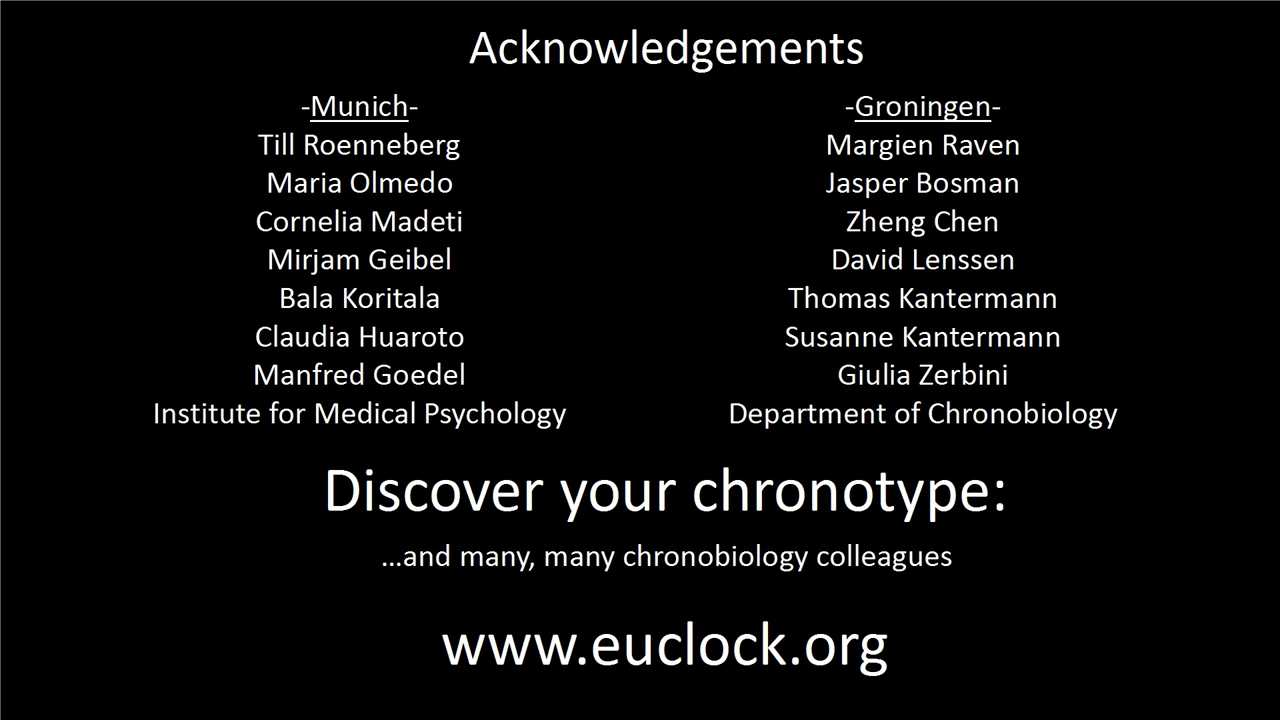 Acknowledgements
-Munich-
Till Roenneberg
Maria Olmedo
Cornelia Madeti
Mirjam Geibel
Bala Koritala
Claudia Huaroto
Manfred Goedel
Institute for Medical Psychology
-Groningen-
Margien Raven
Jasper Bosman
Zheng Chen
David Lenssen
Thomas Kantermann
Susanne Kantermann
Giulia Zerbini
Department of Chronobiology
Discover your chronotype:
...and many, many chronobiology colleagues
www.euclock.org